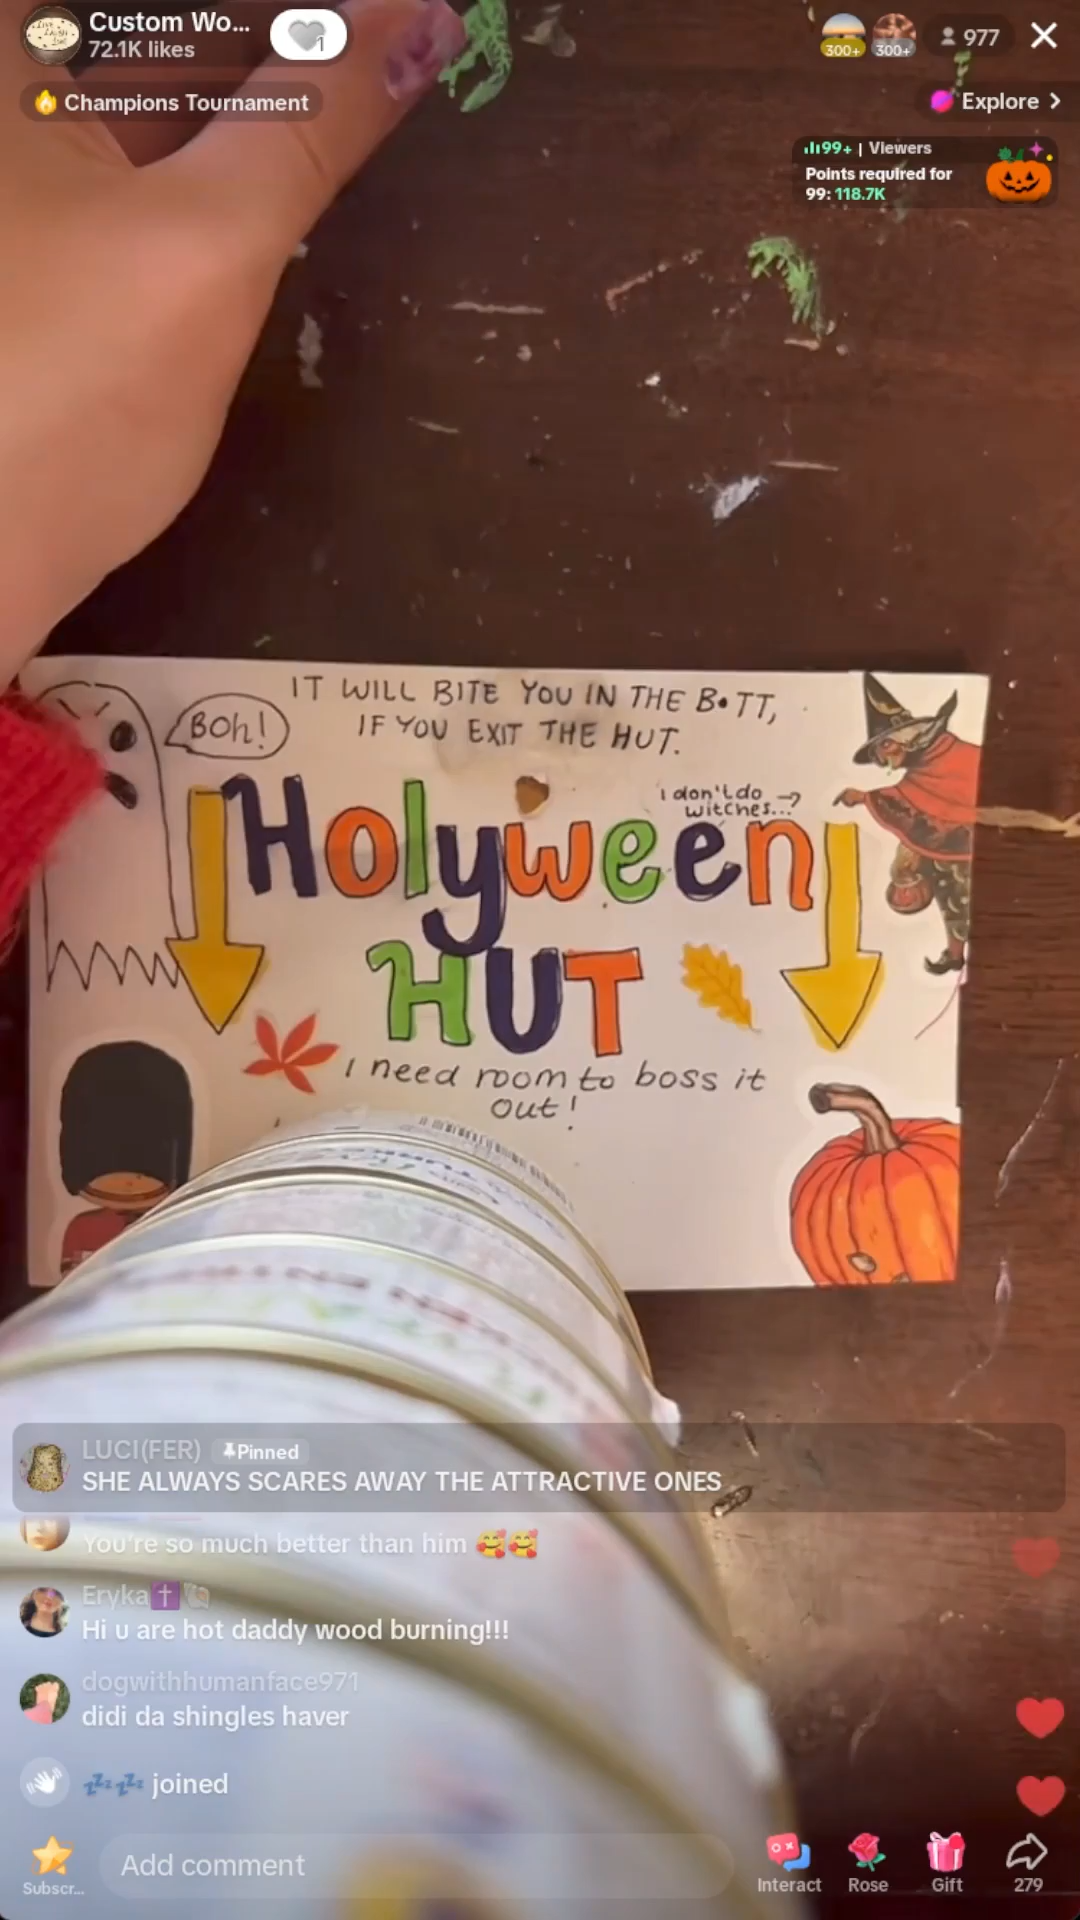 Custom Wo...
72.1K likes
1
300+
300+
977
Champions Tournament
Explore >
99+ | Viewers
Points required for
99: 118.7K
IT WILL BITE YOU IN THE B•TT,
IF YOU EXIT THE HUT.
BOh!
i don't do
witches...?
Holyween
HUT
I need room to boss it
out!
LUCI(FER) Pinned
SHE ALWAYS SCARES AWAY THE ATTRACTIVE ONES
You're so much better than him 🥰🥰
Eryka✝️🐚
Hi u are hot daddy wood burning!!!
dogwithhumanface971
didi da shingles haver
💤💤 joined
Subscr...
Add comment
Interact
Rose
Gift
279